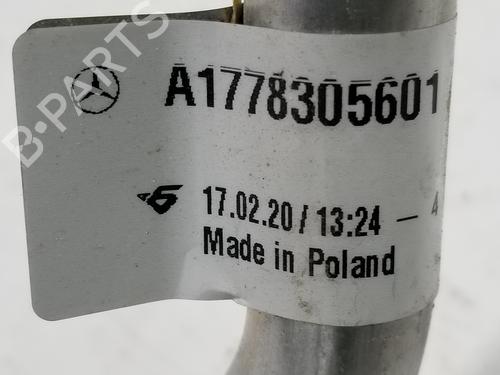 B-PARTS
A1778305601
17.02.20 / 13:24 - 4
Made in Poland